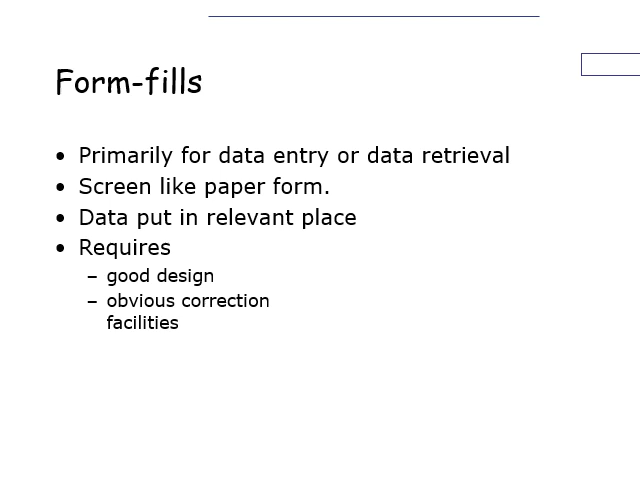 Form-fills
• Primarily for data entry or data retrieval
• Screen like paper form.
• Data put in relevant place
• Requires
– good design
– obvious correction
facilities